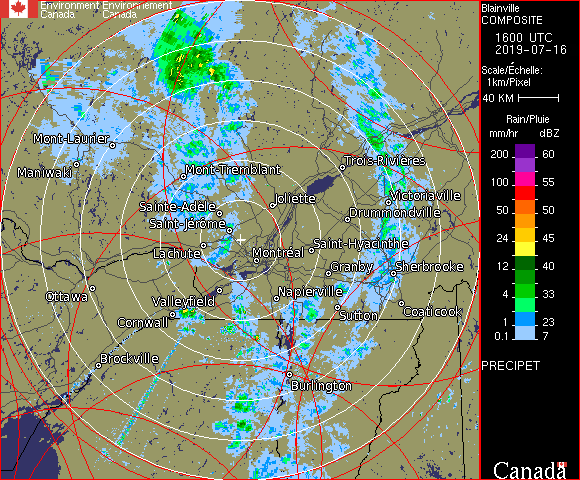 Environment Environnement
Canada Canada
Blainville
COMPOSITE
1600 UTC
2019-07-16
Scale/Échelle:
1km/Pixel
40 KM
Rain/Pluie
mm/hr dBZ
200 60
100 55
50 50
24 45
12 40
4 33
1 23
0.1 7
PRECIPET
Mont-Laurier
Maniwaki
Mont-Tremblant
Trois-Rivières
Sainte-Adèle
Joliette
Victoriaville
Saint-Jérôme
Drummondville
Lachute
Montréal
Saint-Hyacinthe
Granby
Sherbrooke
Ottawa
Valleyfield
Napierville
Cornwall
Sutton
Coaticook
Brockville
Burlington
Canada